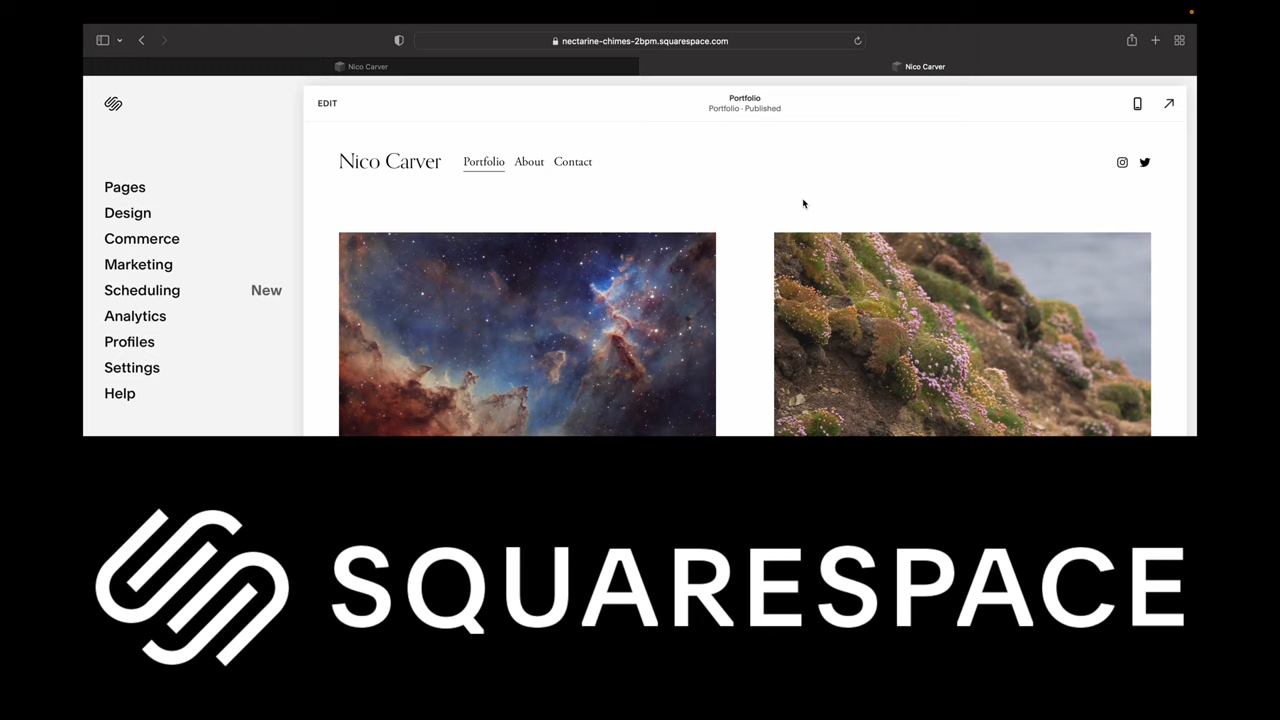 nectarine-chimes-2bpm.squarespace.com
Nico Carver
Nico Carver
EDIT
Portfolio
Portfolio · Published
Nico Carver
Portfolio
About
Contact
Pages
Design
Commerce
Marketing
Scheduling New
Analytics
Profiles
Settings
Help
SQUARESPACE